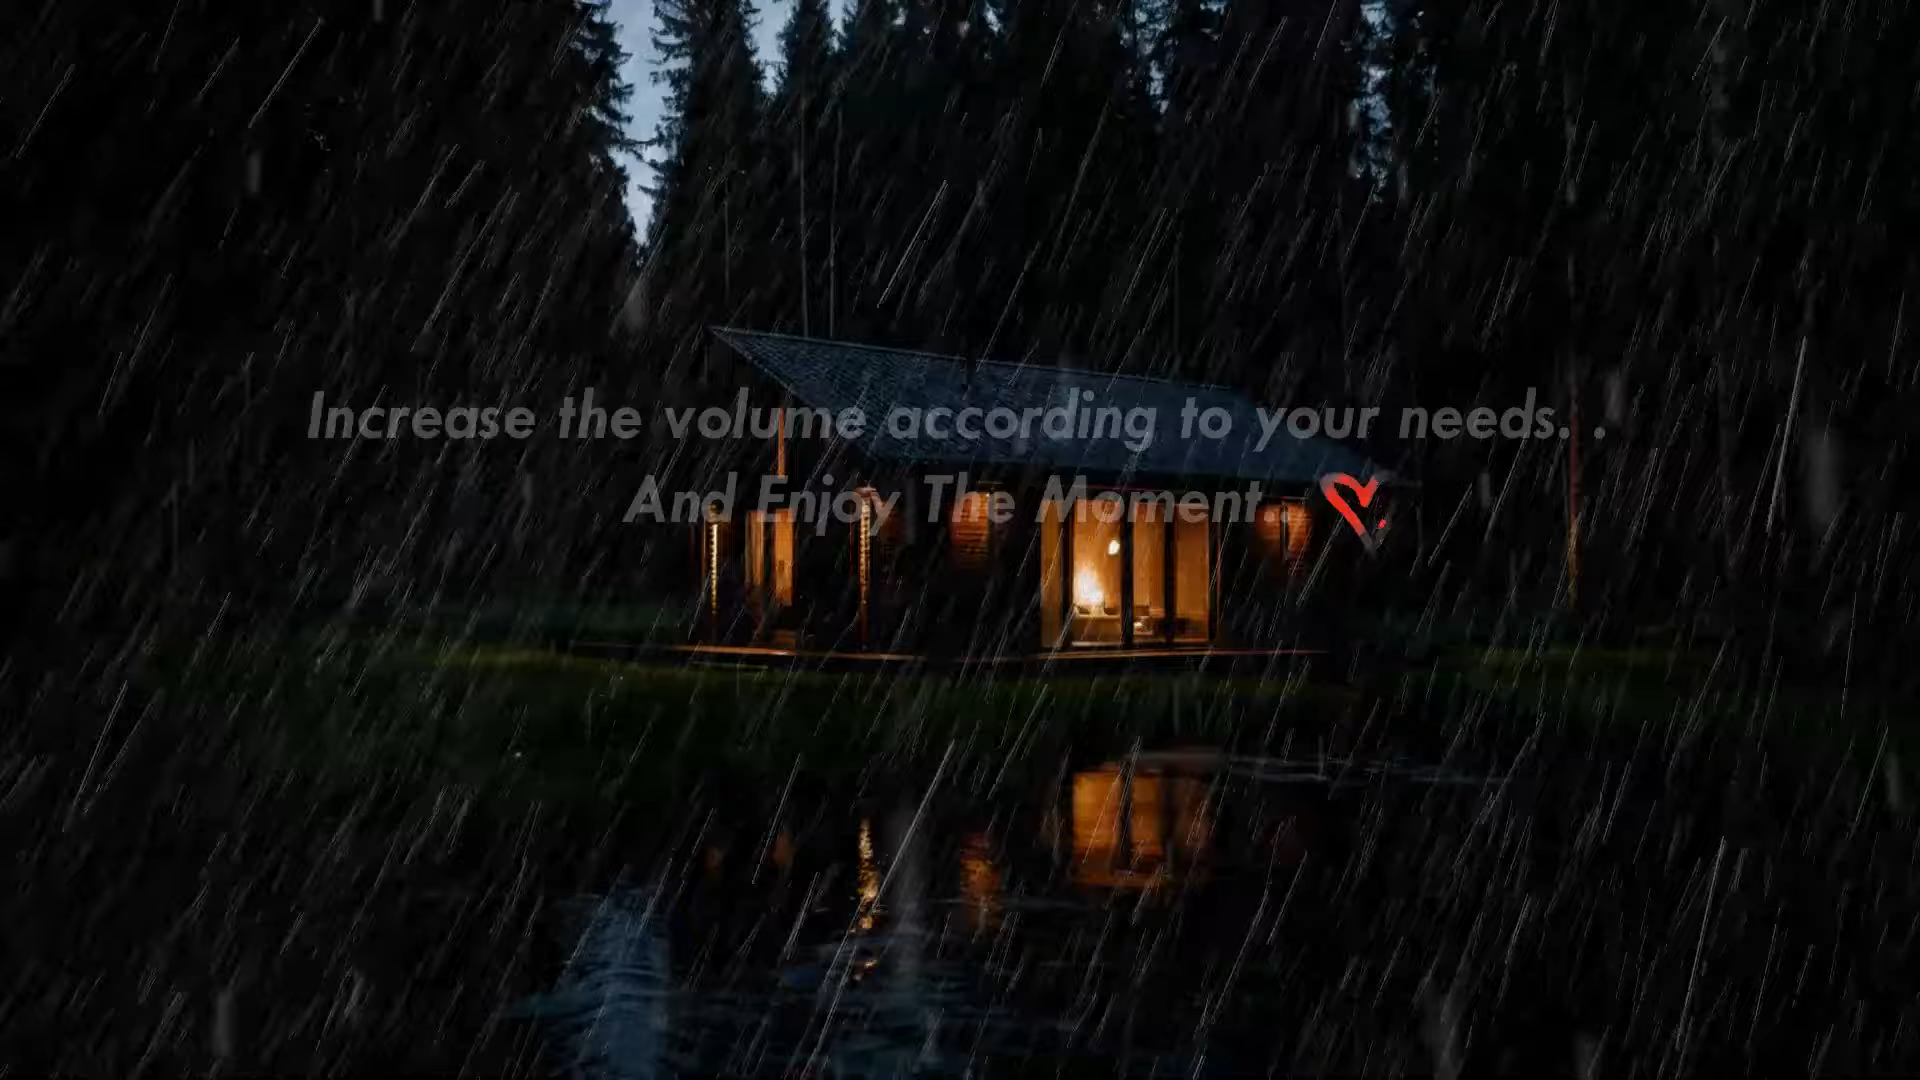 Increase the volume according to your needs. .
And Enjoy The Moment..